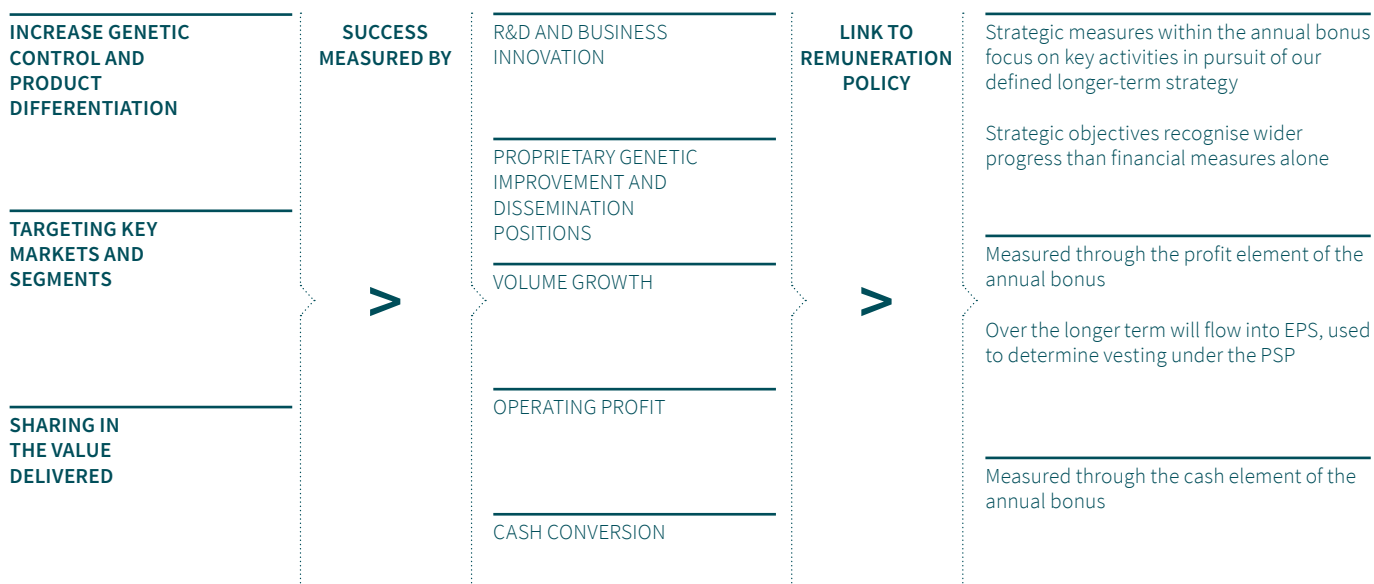 INCREASE GENETIC
CONTROL AND
PRODUCT
DIFFERENTIATION
TARGETING KEY
MARKETS AND
SEGMENTS
SHARING IN
THE VALUE
DELIVERED
SUCCESS
MEASURED BY
>
R&D AND BUSINESS
INNOVATION
PROPRIETARY GENETIC
IMPROVEMENT AND
DISSEMINATION
POSITIONS
VOLUME GROWTH
OPERATING PROFIT
CASH CONVERSION
LINK TO
REMUNERATION
POLICY
>
Strategic measures within the annual bonus
focus on key activities in pursuit of our
defined longer-term strategy
Strategic objectives recognise wider
progress than financial measures alone
Measured through the profit element of the
annual bonus
Over the longer term will flow into EPS, used
to determine vesting under the PSP
Measured through the cash element of the
annual bonus